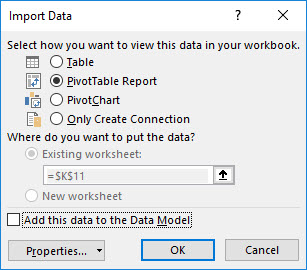 Import Data
Select how you want to view this data in your workbook.
Table
PivotTable Report
PivotChart
Only Create Connection
Where do you want to put the data?
Existing worksheet:
=$K$11
New worksheet
Add this data to the Data Model
Properties...
OK
Cancel